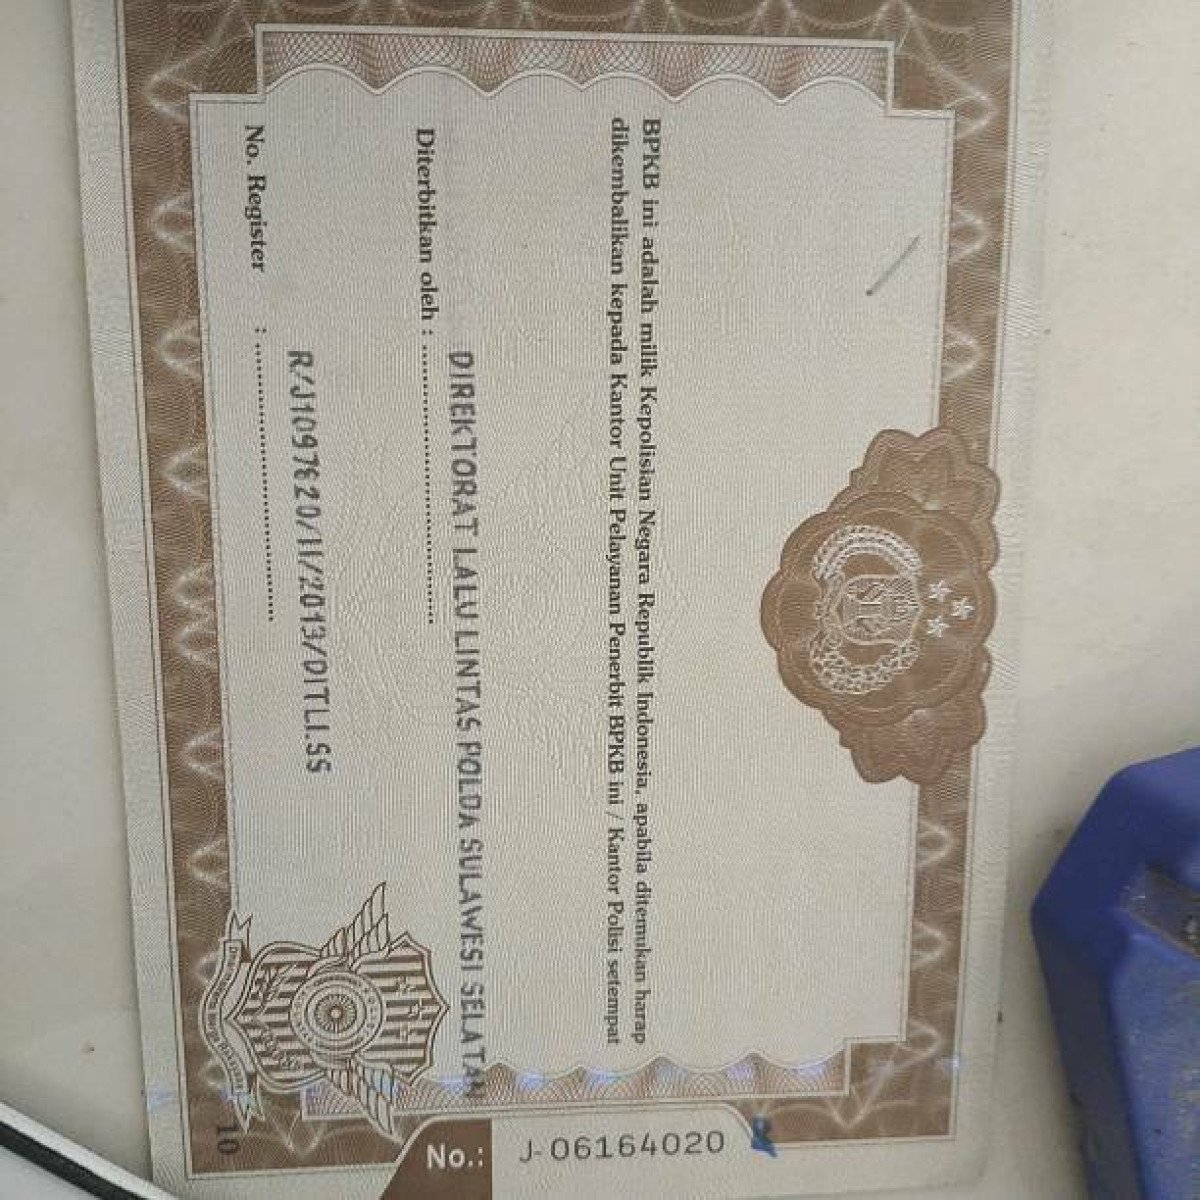 BPKB ini adalah milik Kepolisian Negara Republik Indonesia, apabila ditemukan harap
dikembalikan kepada Kantor Unit Pelayanan Penerbit BPKB ini / Kantor Polisi setempat
DIREKTORAT LALU LINTAS POLDA SULAWESI SELATAN
Diterbitkan oleh : ........................................
R/J1097620/II/2013/DITLL.SS
No. Register : ........................................
10
No.: J-06164020